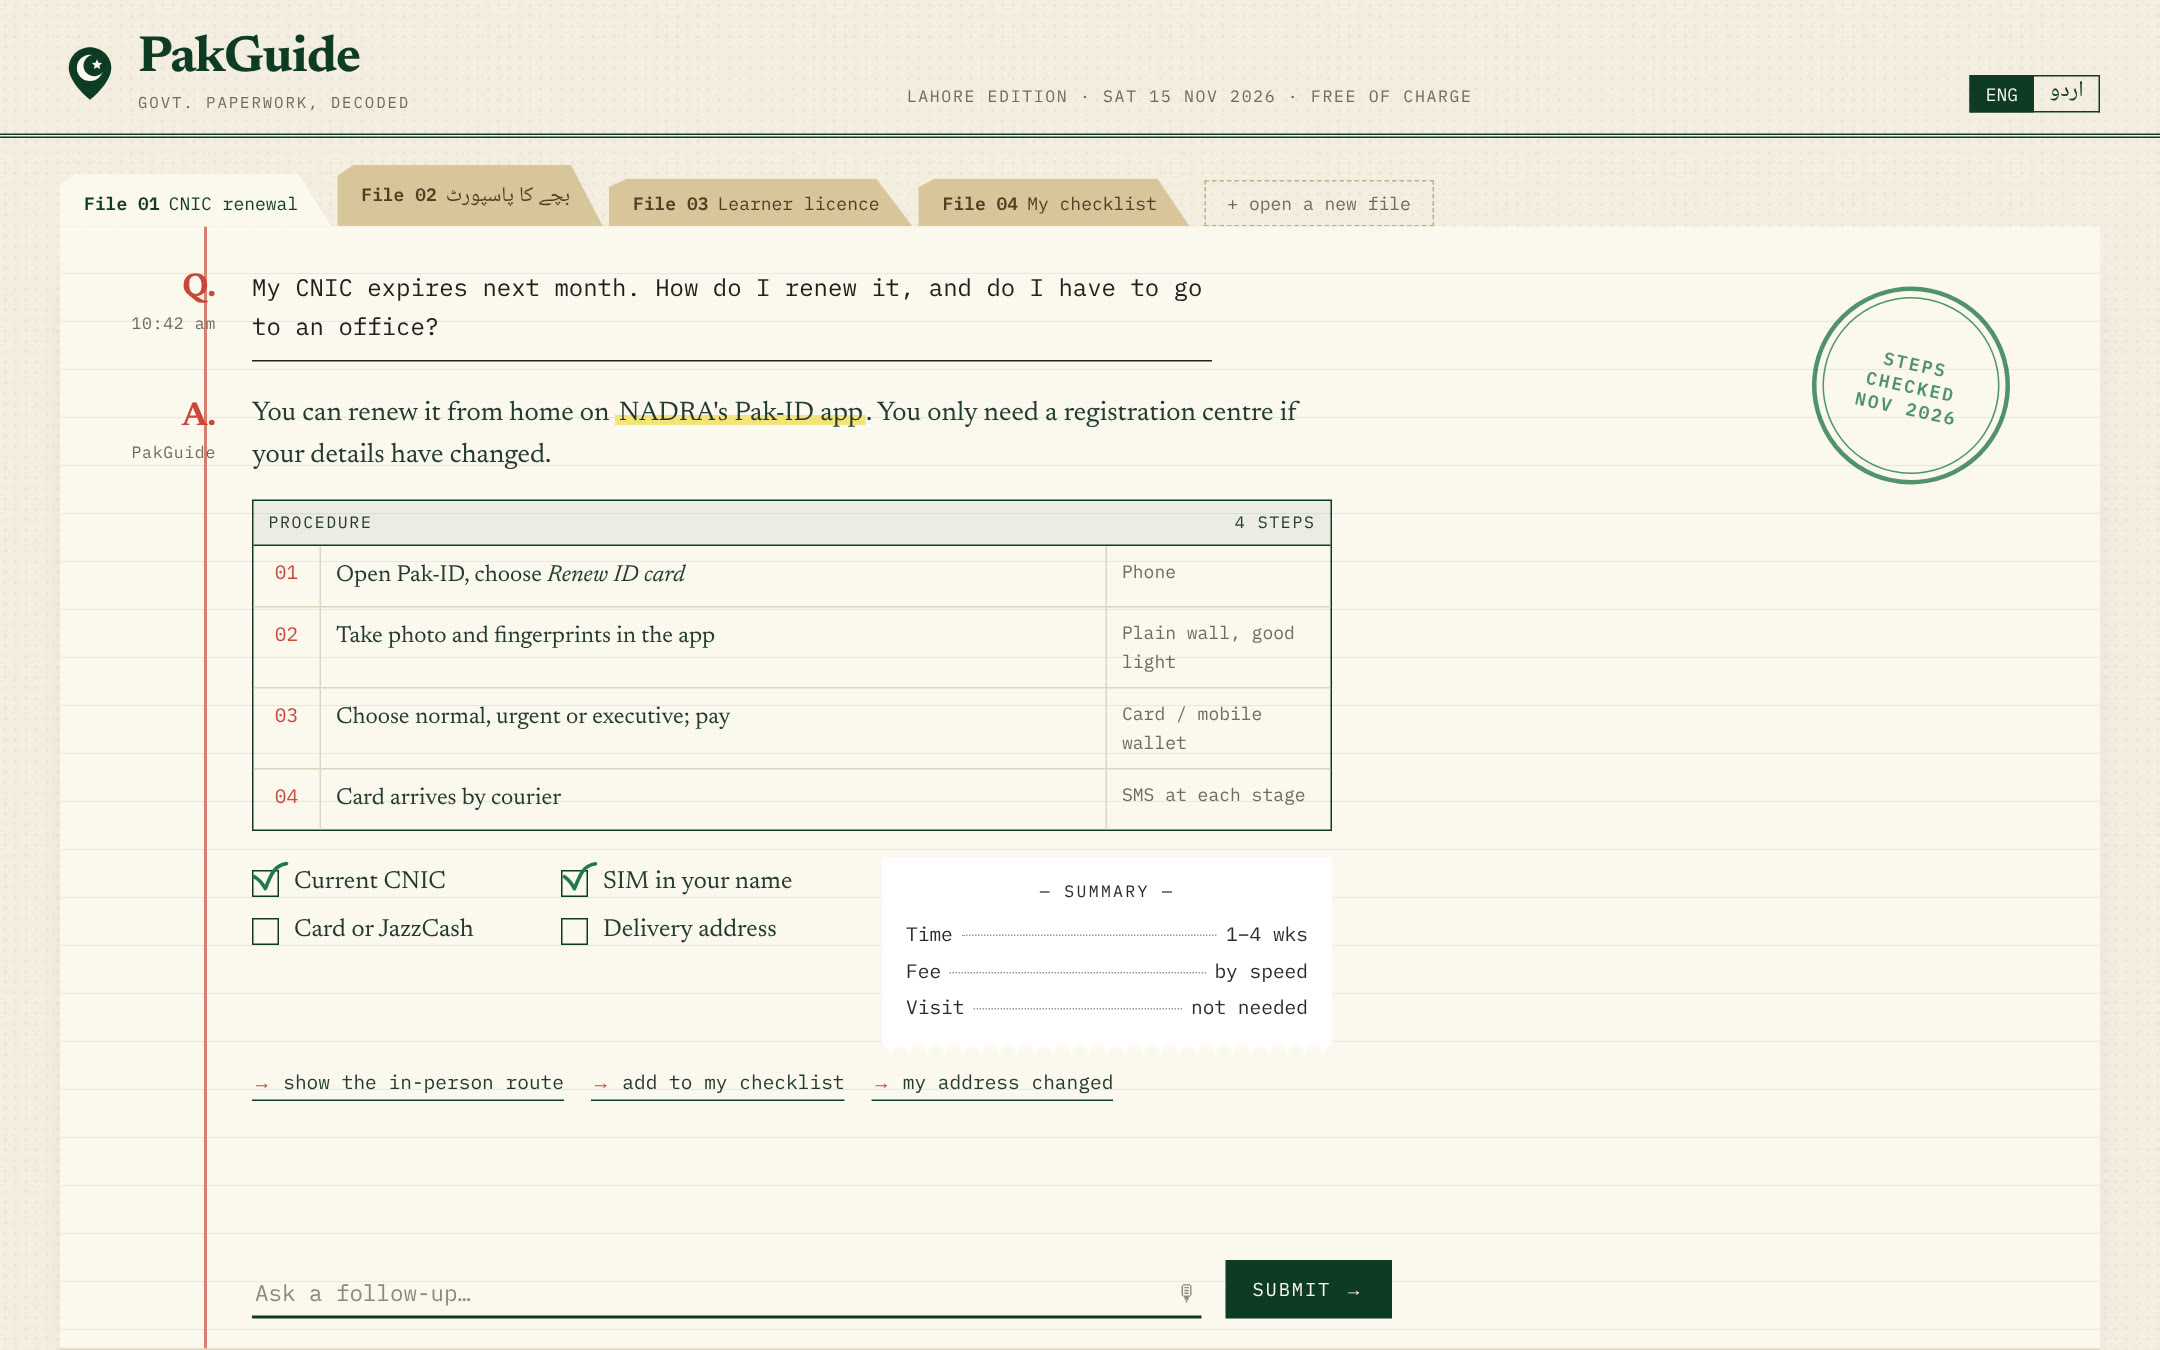 PakGuide
GOVT. PAPERWORK, DECODED
LAHORE EDITION · SAT 15 NOV 2026 · FREE OF CHARGE
ENG اردو
File 01 CNIC renewal
File 02 بچے کا پاسپورٹ
File 03 Learner licence
File 04 My checklist
+ open a new file
Q.
10:42 am
My CNIC expires next month. How do I renew it, and do I have to go
to an office?
STEPS
CHECKED
NOV 2026
A.
PakGuide
You can renew it from home on NADRA's Pak-ID app. You only need a registration centre if
your details have changed.
PROCEDURE 4 STEPS
01 Open Pak-ID, choose Renew ID card Phone
02 Take photo and fingerprints in the app Plain wall, good
light
03 Choose normal, urgent or executive; pay Card / mobile
wallet
04 Card arrives by courier SMS at each stage
Current CNIC SIM in your name
Card or JazzCash Delivery address
— SUMMARY —
Time 1–4 wks
Fee by speed
Visit not needed
→ show the in-person route → add to my checklist → my address changed
Ask a follow-up…
SUBMIT →